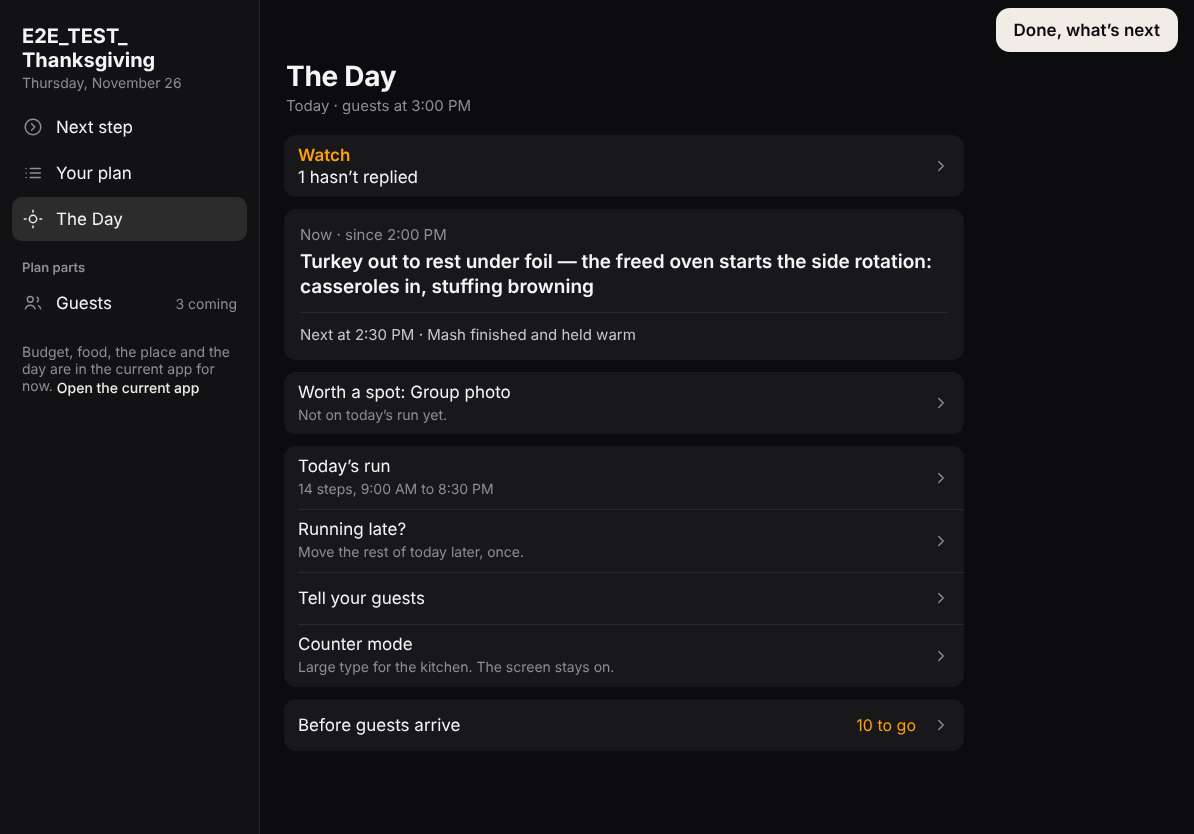 E2E_TEST_
Thanksgiving
Thursday, November 26
Next step
Your plan
The Day
Plan parts
Guests 3 coming
Budget, food, the place and the
day are in the current app for
now. Open the current app
Done, what’s next
The Day
Today · guests at 3:00 PM
Watch
1 hasn’t replied
Now · since 2:00 PM
Turkey out to rest under foil — the freed oven starts the side rotation:
casseroles in, stuffing browning
Next at 2:30 PM · Mash finished and held warm
Worth a spot: Group photo
Not on today’s run yet.
Today’s run
14 steps, 9:00 AM to 8:30 PM
Running late?
Move the rest of today later, once.
Tell your guests
Counter mode
Large type for the kitchen. The screen stays on.
Before guests arrive 10 to go